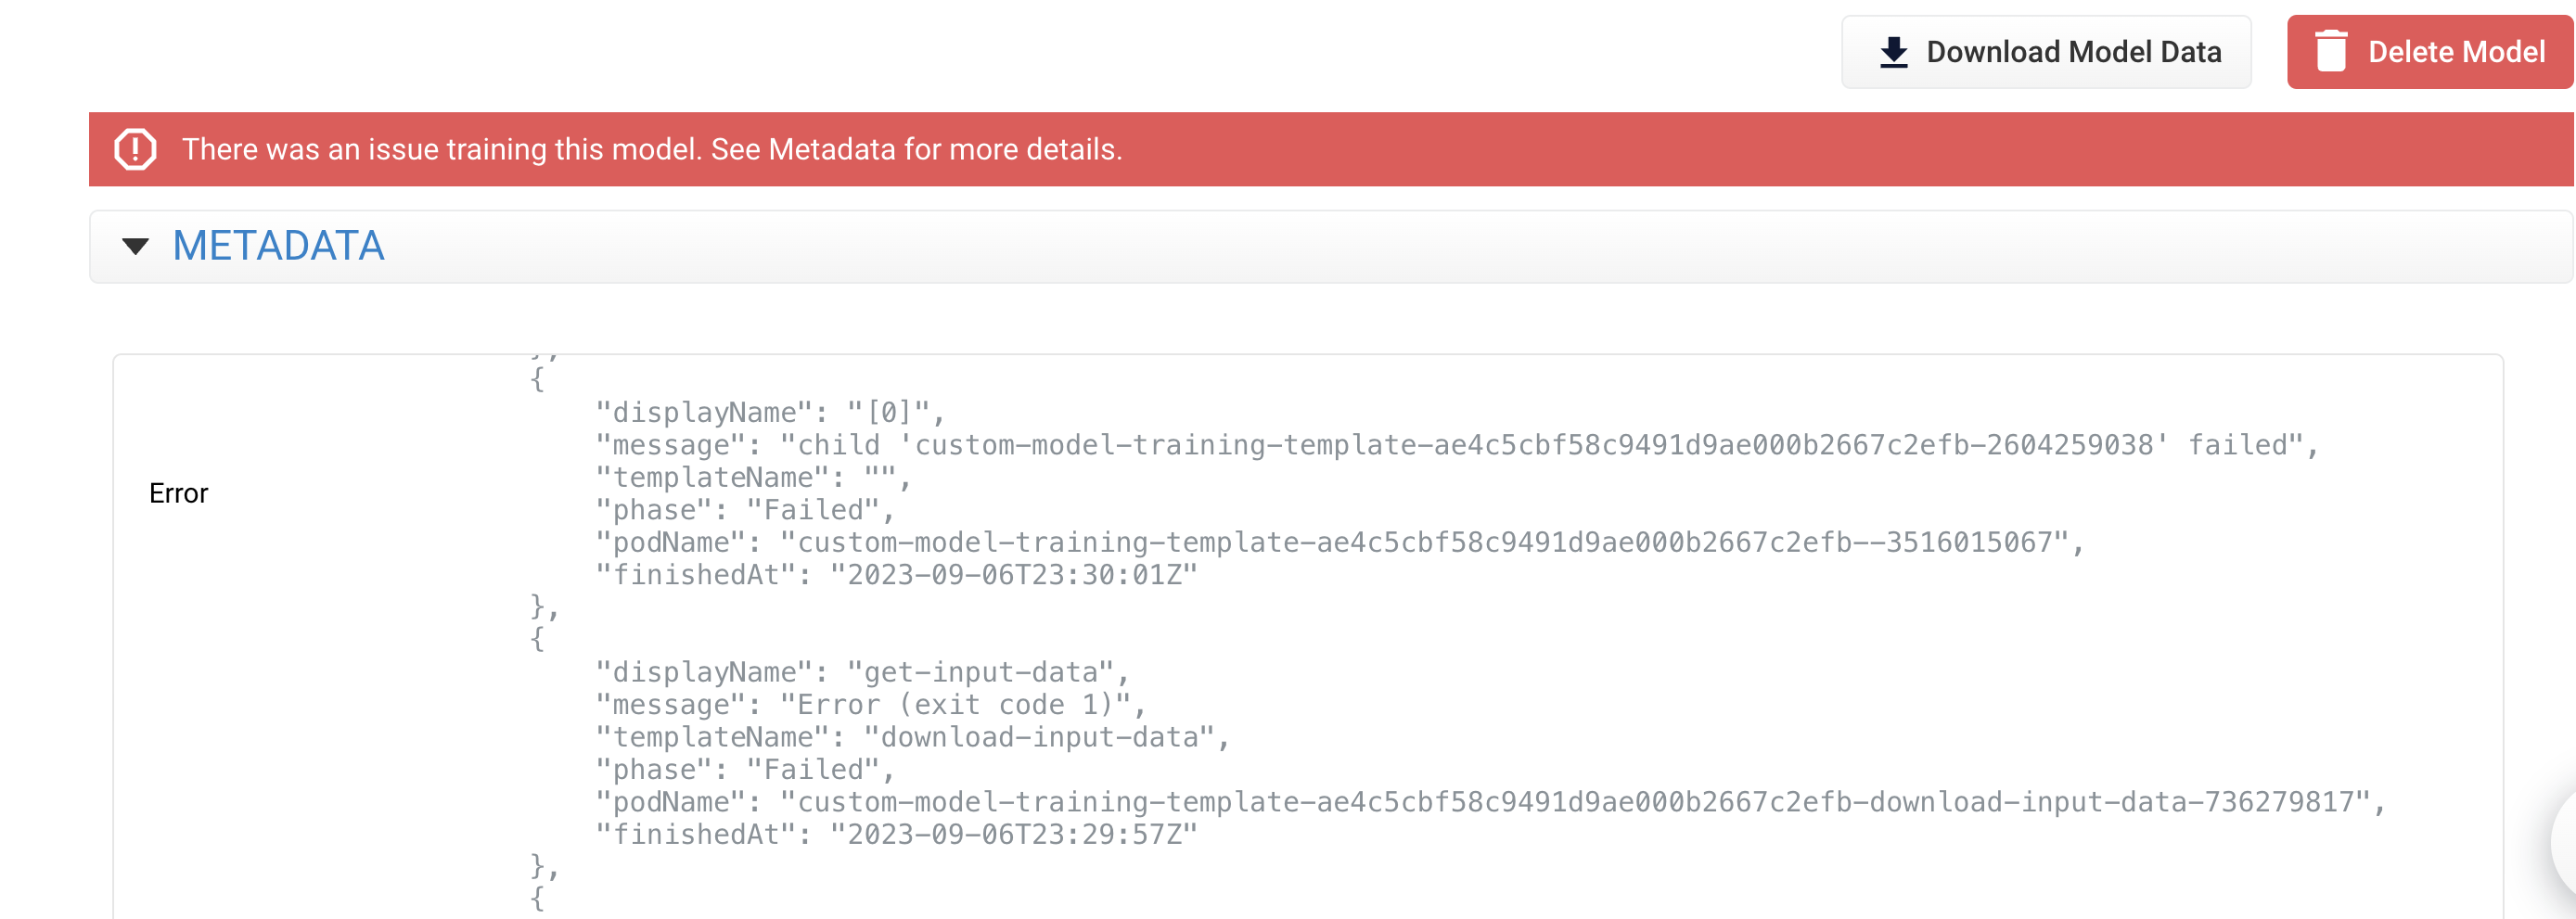 Download Model Data
Delete Model
There was an issue training this model. See Metadata for more details.
METADATA
Error
{
"displayName": "[0]",
"message": "child 'custom-model-training-template-ae4c5cbf58c9491d9ae000b2667c2efb-2604259038' failed",
"templateName": "",
"phase": "Failed",
"podName": "custom-model-training-template-ae4c5cbf58c9491d9ae000b2667c2efb--3516015067",
"finishedAt": "2023-09-06T23:30:01Z"
},
{
"displayName": "get-input-data",
"message": "Error (exit code 1)",
"templateName": "download-input-data",
"phase": "Failed",
"podName": "custom-model-training-template-ae4c5cbf58c9491d9ae000b2667c2efb-download-input-data-736279817",
"finishedAt": "2023-09-06T23:29:57Z"
},
{